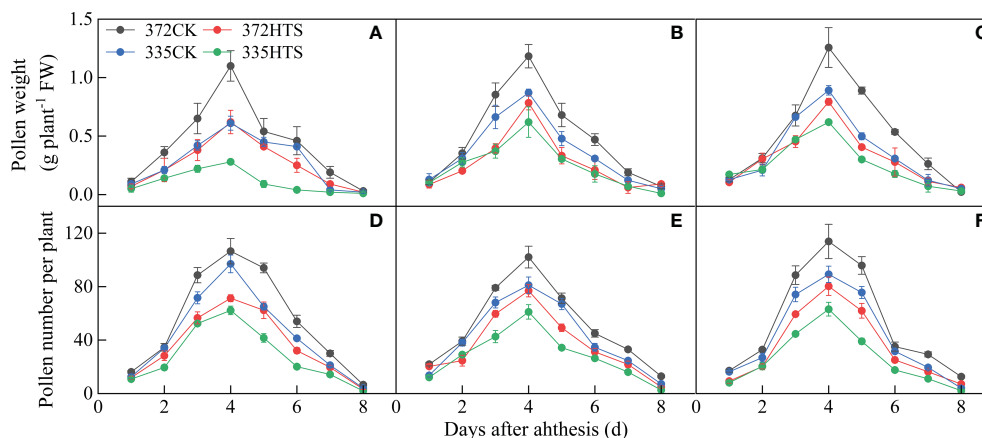 1.5
1.0
0.5
0.0
Pollen weight
(g plant⁻¹ FW)
372CK 372HTS
335CK 335HTS
A
B
C
120
80
40
0
Pollen number per plant
D
E
F
0 2 4 6 8 0 2 4 6 8 0 2 4 6 8
Days after ahthesis (d)